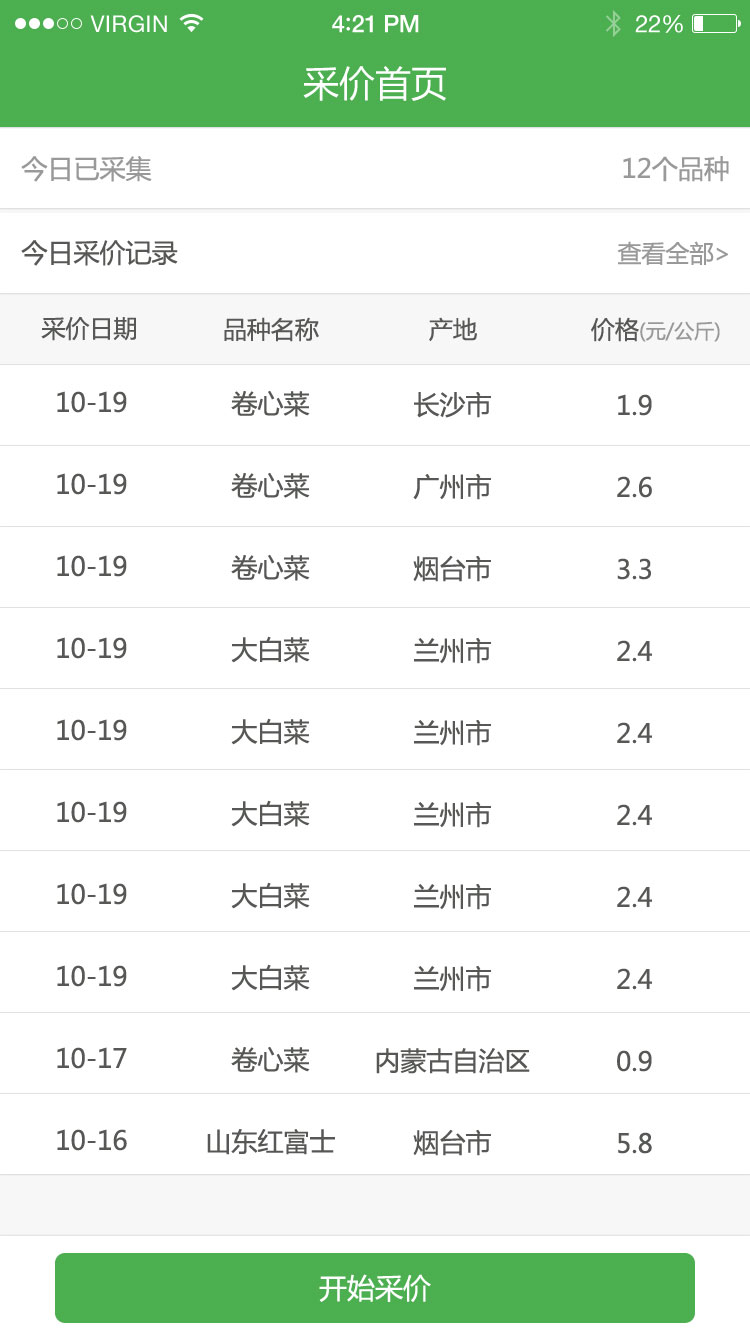 VIRGIN 4:21 PM 22%
采价首页
今日已采集 12个品种
今日采价记录 查看全部>
采价日期 品种名称 产地 价格(元/公斤)
10-19 卷心菜 长沙市 1.9
10-19 卷心菜 广州市 2.6
10-19 卷心菜 烟台市 3.3
10-19 大白菜 兰州市 2.4
10-19 大白菜 兰州市 2.4
10-19 大白菜 兰州市 2.4
10-19 大白菜 兰州市 2.4
10-19 大白菜 兰州市 2.4
10-17 卷心菜 内蒙古自治区 0.9
10-16 山东红富士 烟台市 5.8
开始采价